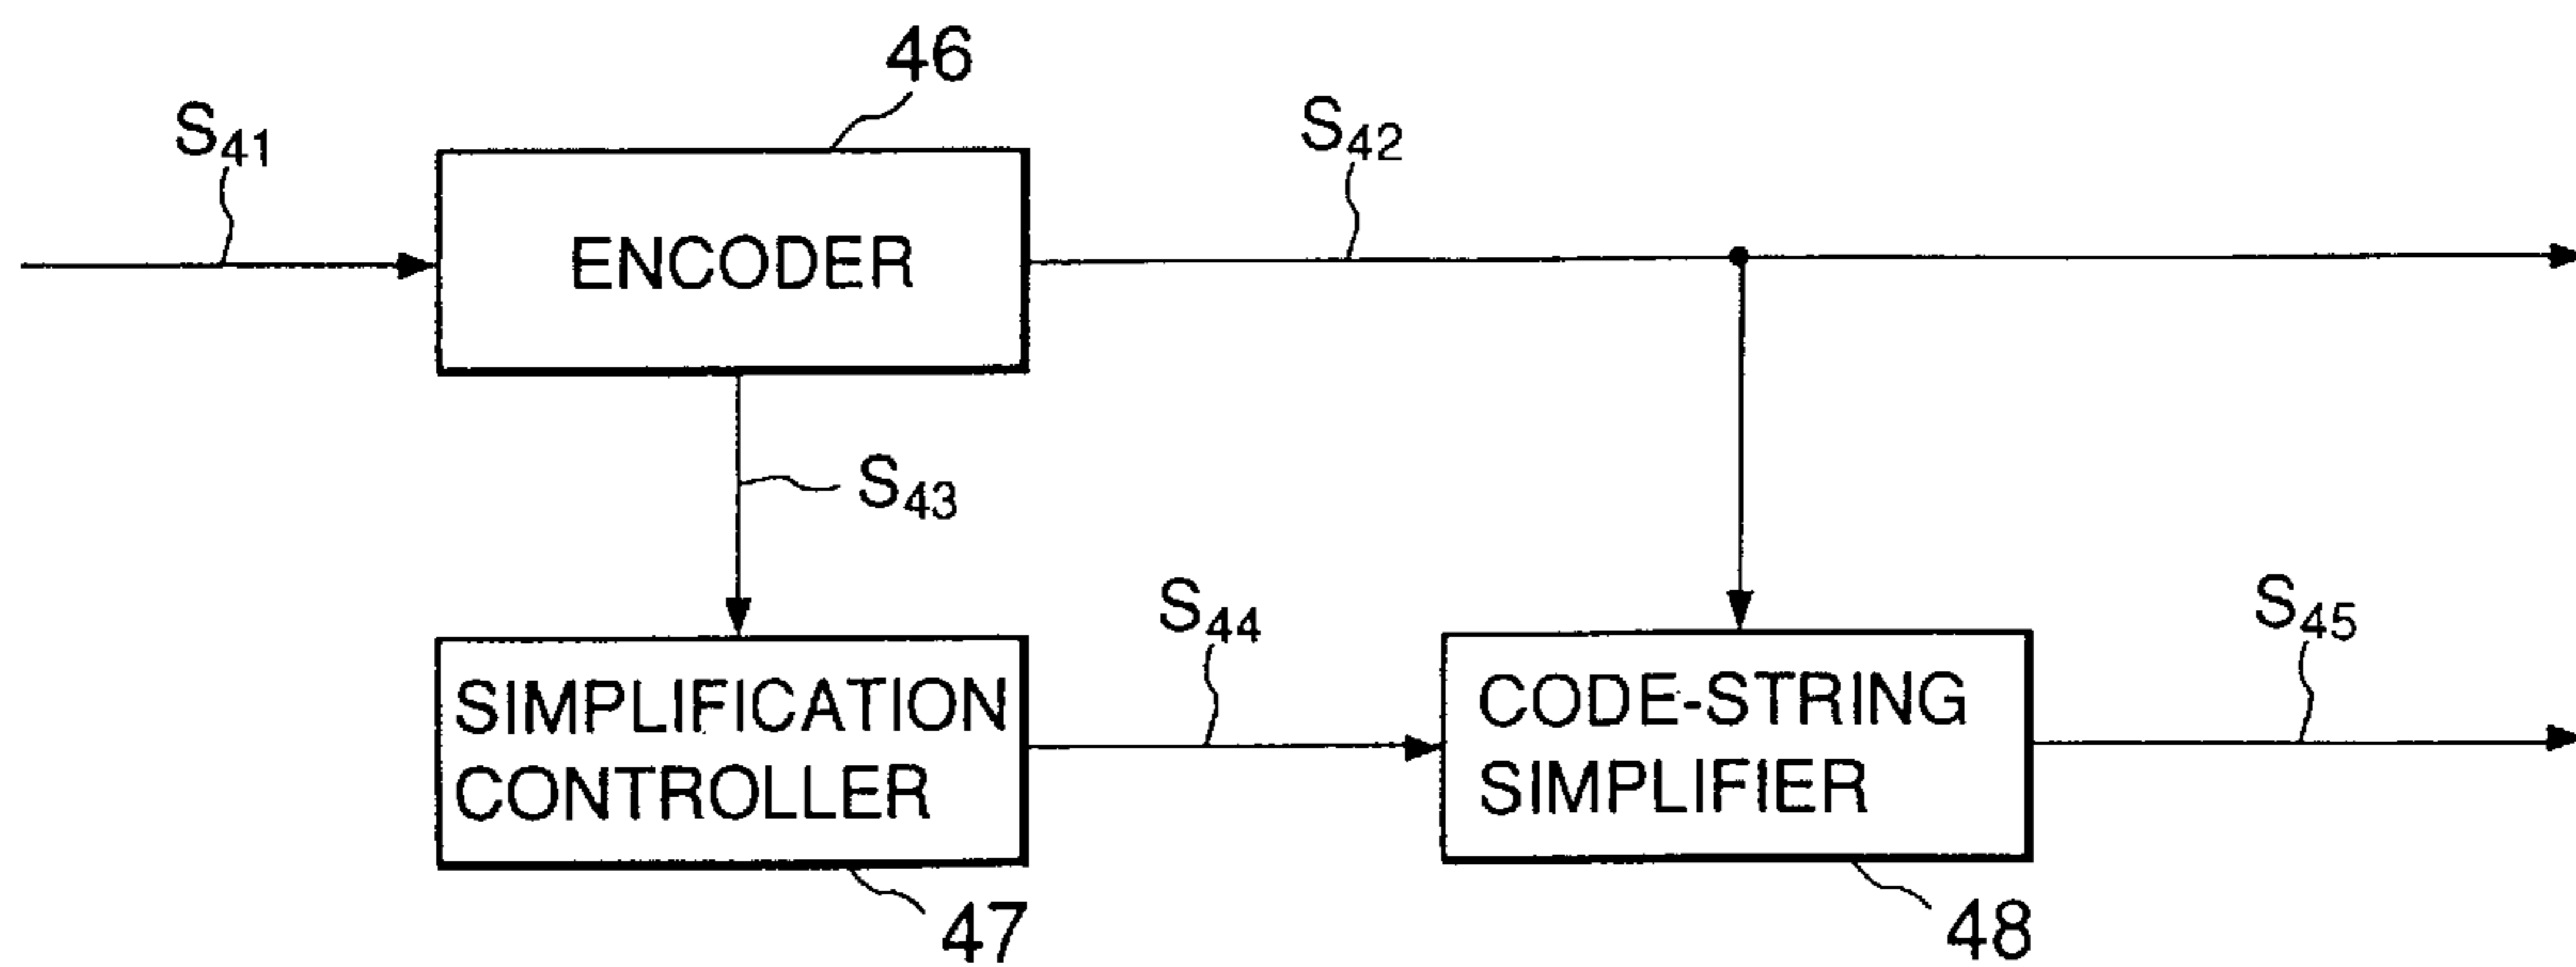 46
S41
S42
ENCODER
S43
S44
S45
SIMPLIFICATION
CONTROLLER
CODE-STRING
SIMPLIFIER
47
48